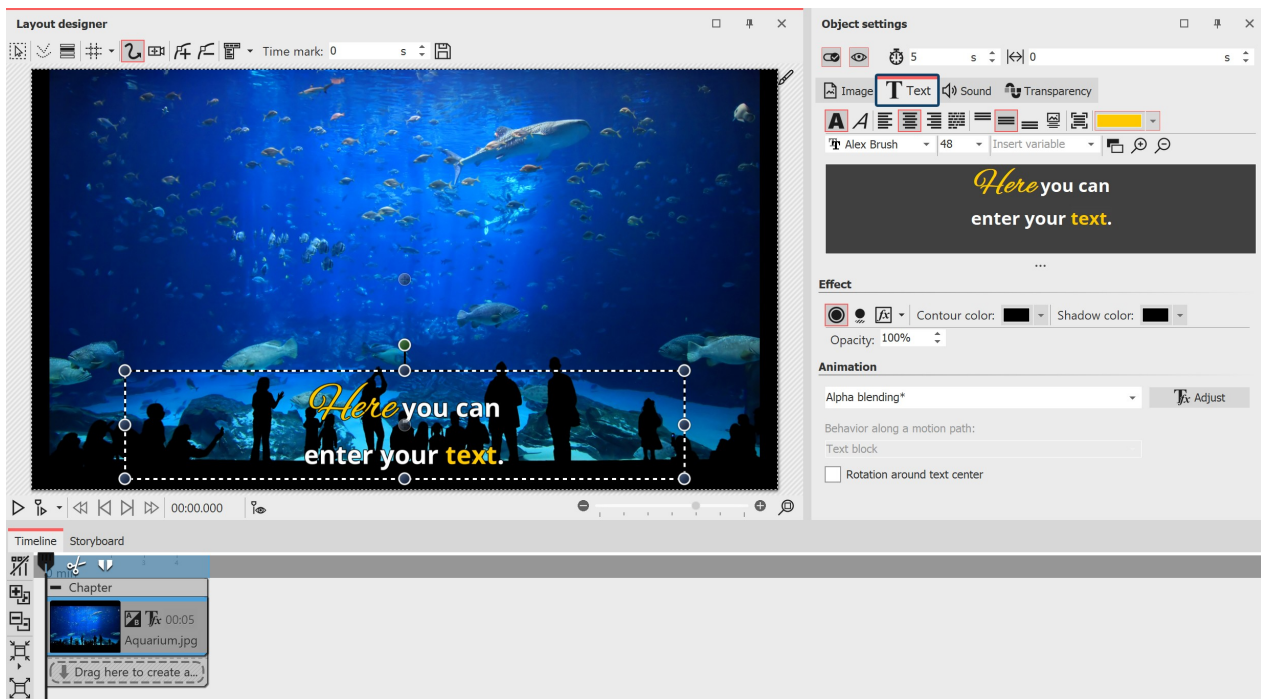 Layout designer
Time mark: 0 s
Here you can
enter your text.
00:00.000
Object settings
5 s 0 s
Image Text Sound Transparency
Alex Brush 48 Insert variable
Here you can
enter your text.
...
Effect
Contour color: Shadow color:
Opacity: 100%
Animation
Alpha blending* Adjust
Behavior along a motion path:
Text block
Rotation around text center
Timeline Storyboard
0 min
Chapter
00:05
Aquarium.jpg
Drag here to create a...